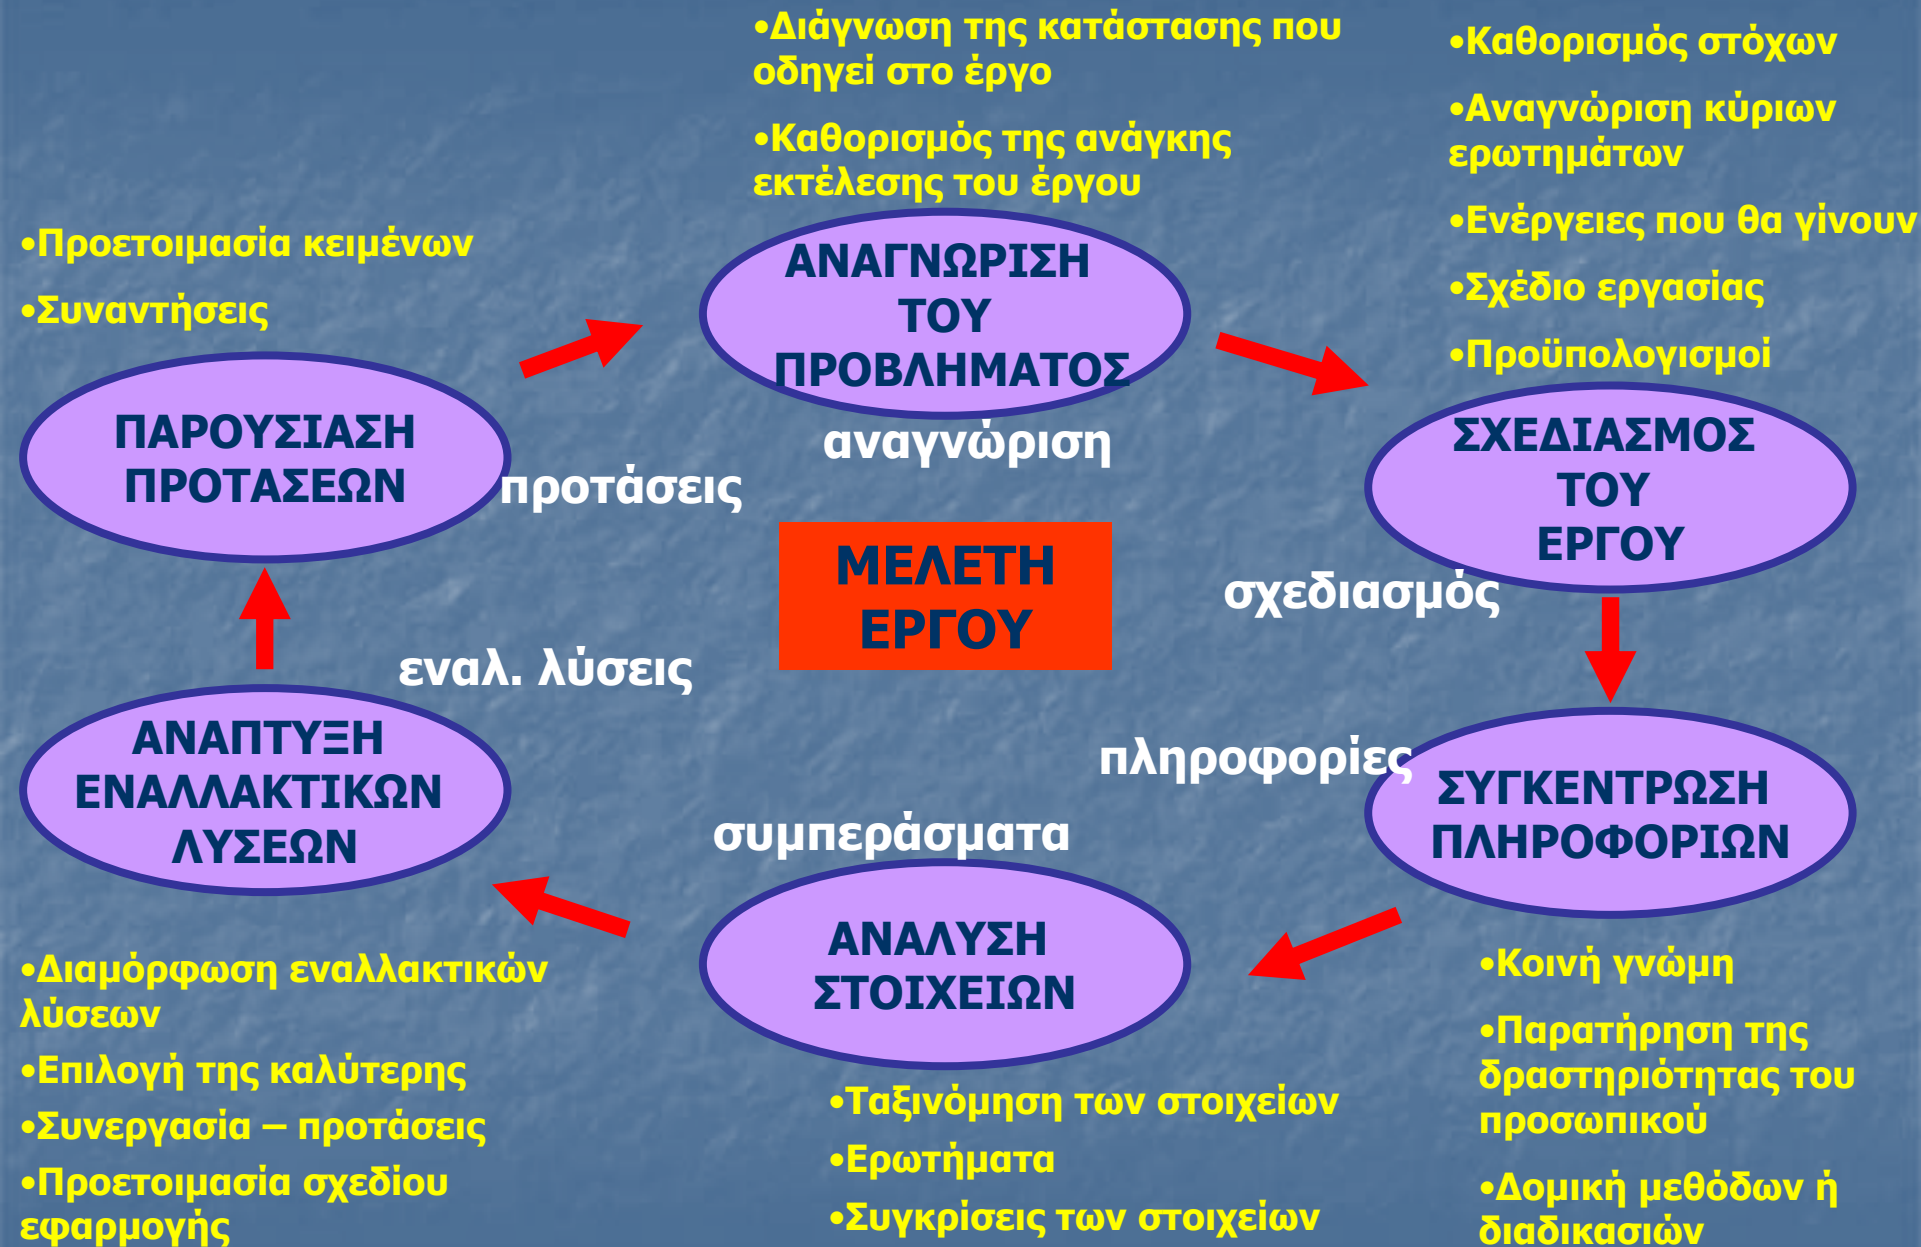 •Διάγνωση της κατάστασης που
οδηγεί στο έργο
•Καθορισμός της ανάγκης
εκτέλεσης του έργου
•Καθορισμός στόχων
•Αναγνώριση κύριων
ερωτημάτων
•Ενέργειες που θα γίνουν
•Σχέδιο εργασίας
•Προϋπολογισμοί
•Προετοιμασία κειμένων
•Συναντήσεις
ΑΝΑΓΝΩΡΙΣΗ
ΤΟΥ
ΠΡΟΒΛΗΜΑΤΟΣ
αναγνώριση
ΠΑΡΟΥΣΙΑΣΗ
ΠΡΟΤΑΣΕΩΝ
προτάσεις
ΣΧΕΔΙΑΣΜΟΣ
ΤΟΥ
ΕΡΓΟΥ
σχεδιασμός
ΜΕΛΕΤΗ
ΕΡΓΟΥ
εναλ. λύσεις
ΑΝΑΠΤΥΞΗ
ΕΝΑΛΛΑΚΤΙΚΩΝ
ΛΥΣΕΩΝ
πληροφορίες
ΣΥΓΚΕΝΤΡΩΣΗ
ΠΛΗΡΟΦΟΡΙΩΝ
συμπεράσματα
ΑΝΑΛΥΣΗ
ΣΤΟΙΧΕΙΩΝ
•Διαμόρφωση εναλλακτικών
λύσεων
•Επιλογή της καλύτερης
•Συνεργασία – προτάσεις
•Προετοιμασία σχεδίου
εφαρμογής
•Ταξινόμηση των στοιχείων
•Ερωτήματα
•Συγκρίσεις των στοιχείων
•Κοινή γνώμη
•Παρατήρηση της
δραστηριότητας του
προσωπικού
•Δομική μεθόδων ή
διαδικασιών